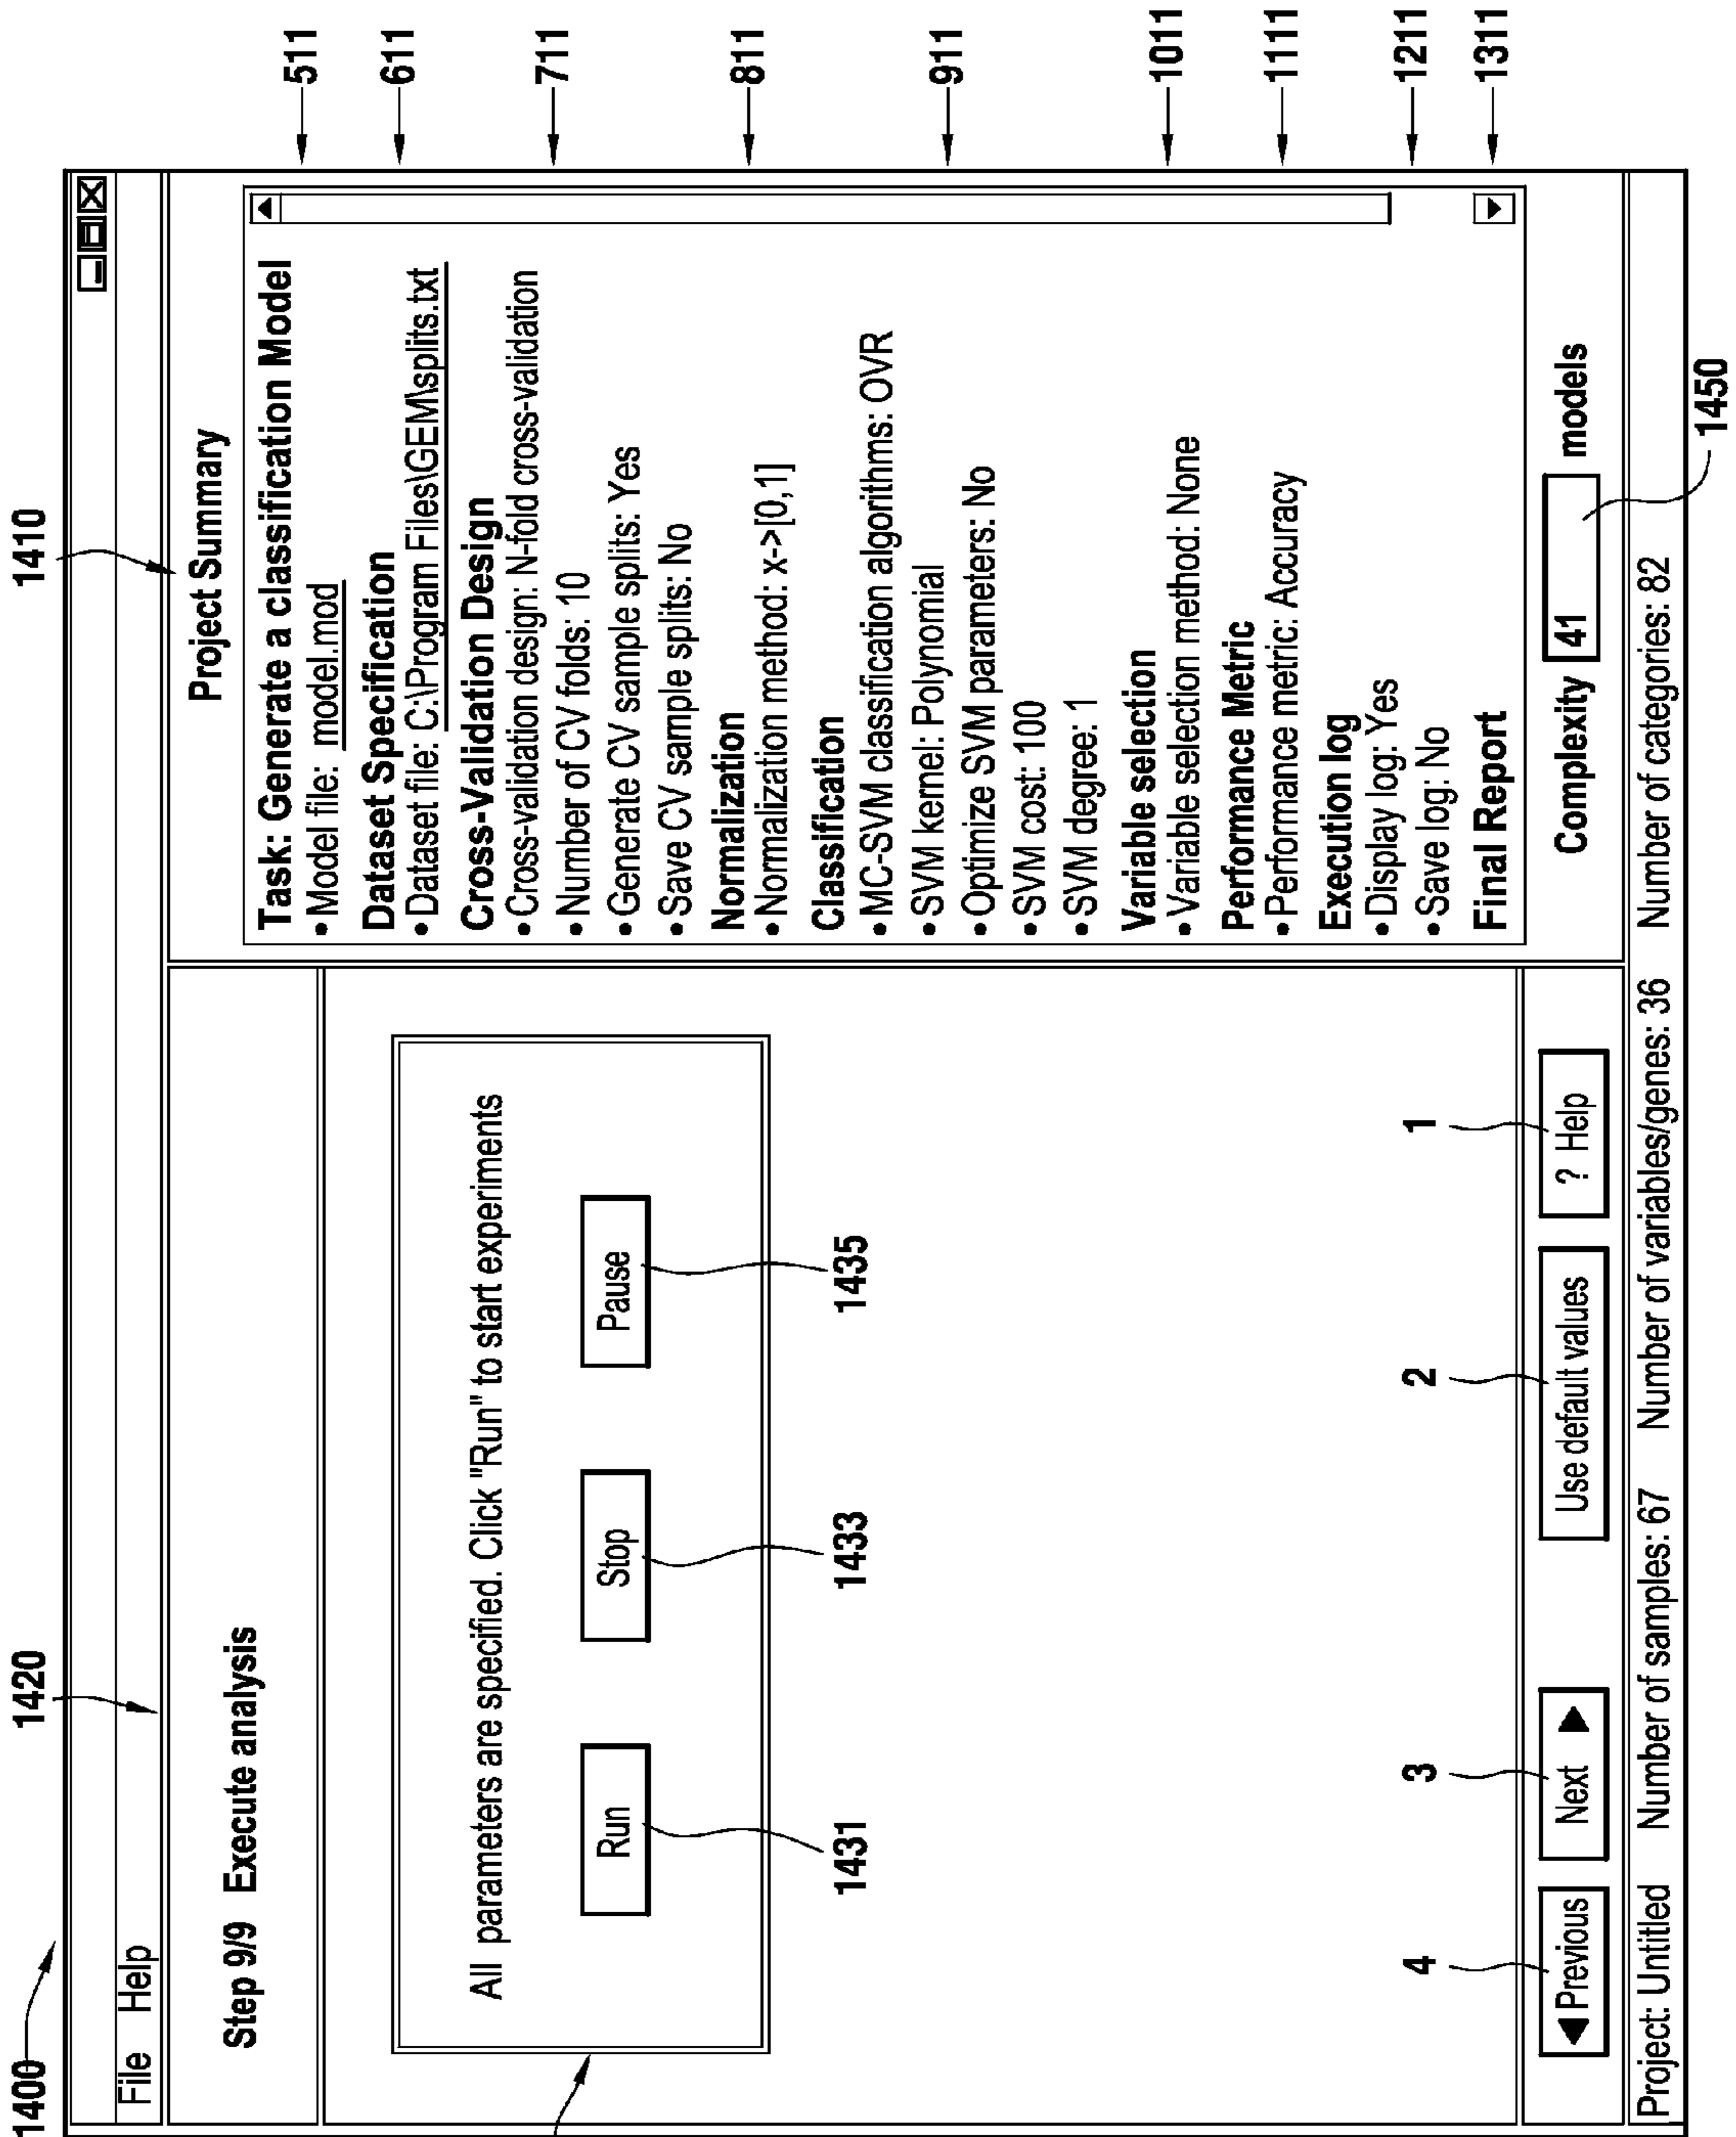 1400
1420
1410
File Help
Step 9/9 Execute analysis
All parameters are specified. Click "Run" to start experiments
Run
Stop
Pause
1431
1433
1435
Project Summary
Task: Generate a classification Model
• Model file: model.mod
Dataset Specification
• Dataset file: C:\Program Files\GEM\splits.txt
Cross-Validation Design
• Cross-validation design: N-fold cross-validation
• Number of CV folds: 10
• Generate CV sample splits: Yes
• Save CV sample splits: No
Normalization
• Normalization method: x->[0,1]
Classification
• MC-SVM classification algorithms: OVR
• SVM kernel: Polynomial
• Optimize SVM parameters: No
• SVM cost: 100
• SVM degree: 1
Variable selection
• Variable selection method: None
Performance Metric
• Performance metric: Accuracy
Execution log
• Display log: Yes
• Save log: No
Final Report
Complexity 41 models
511
611
711
811
911
1011
1111
1211
1311
4
3
2
1
Previous
Next
Use default values
? Help
Project: Untitled Number of samples: 67 Number of variables/genes: 36 Number of categories: 82
1450